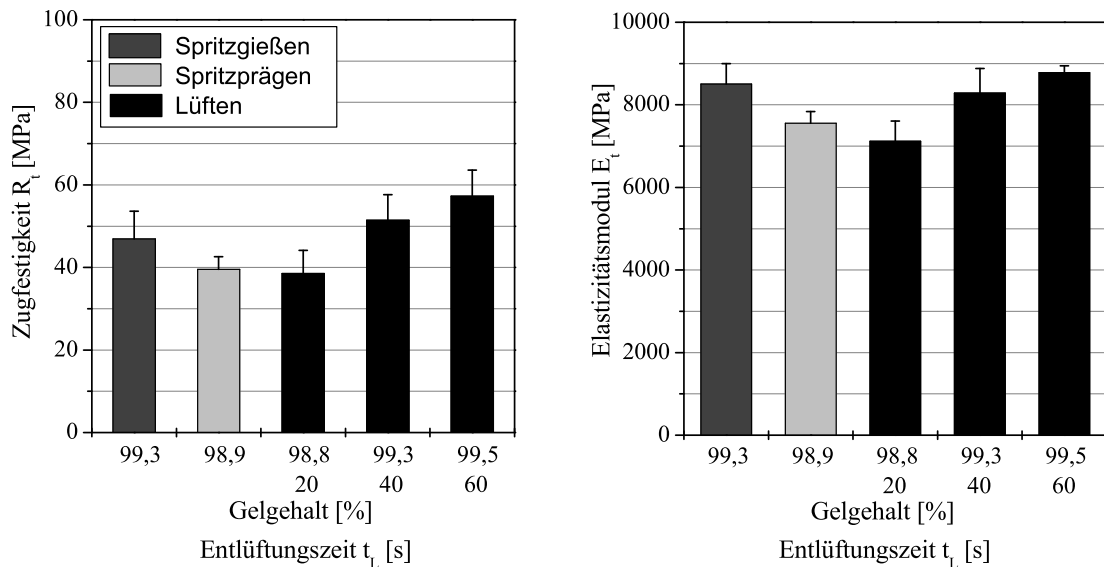 100
80
60
40
20
0
Zugfestigkeit R_t [MPa]
Spritzgießen
Spritzprägen
Lüften
99,3 98,9 98,8 99,3 99,5
20 40 60
Gelgehalt [%]
Entlüftungszeit t_L [s]
10000
8000
6000
4000
2000
0
Elastizitätsmodul E_t [MPa]
99,3 98,9 98,8 99,3 99,5
20 40 60
Gelgehalt [%]
Entlüftungszeit t_L [s]